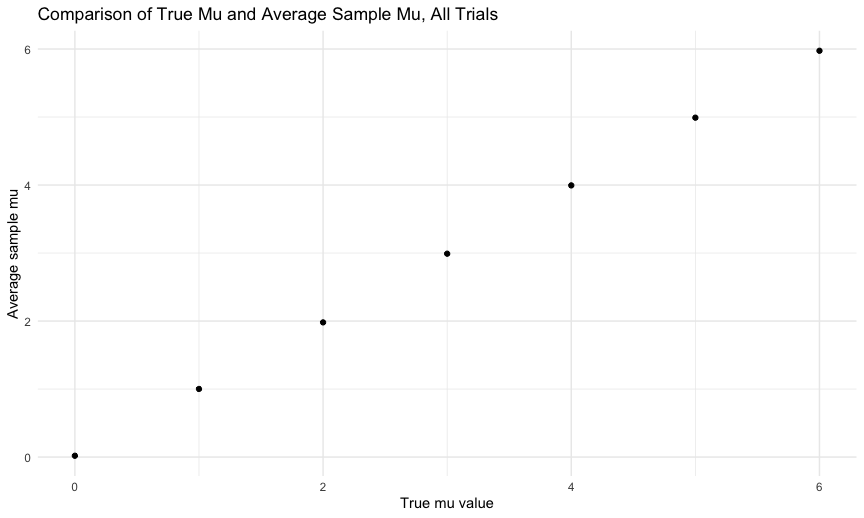 Comparison of True Mu and Average Sample Mu, All Trials
Average sample mu
6
4
2
0
0 2 4 6
True mu value